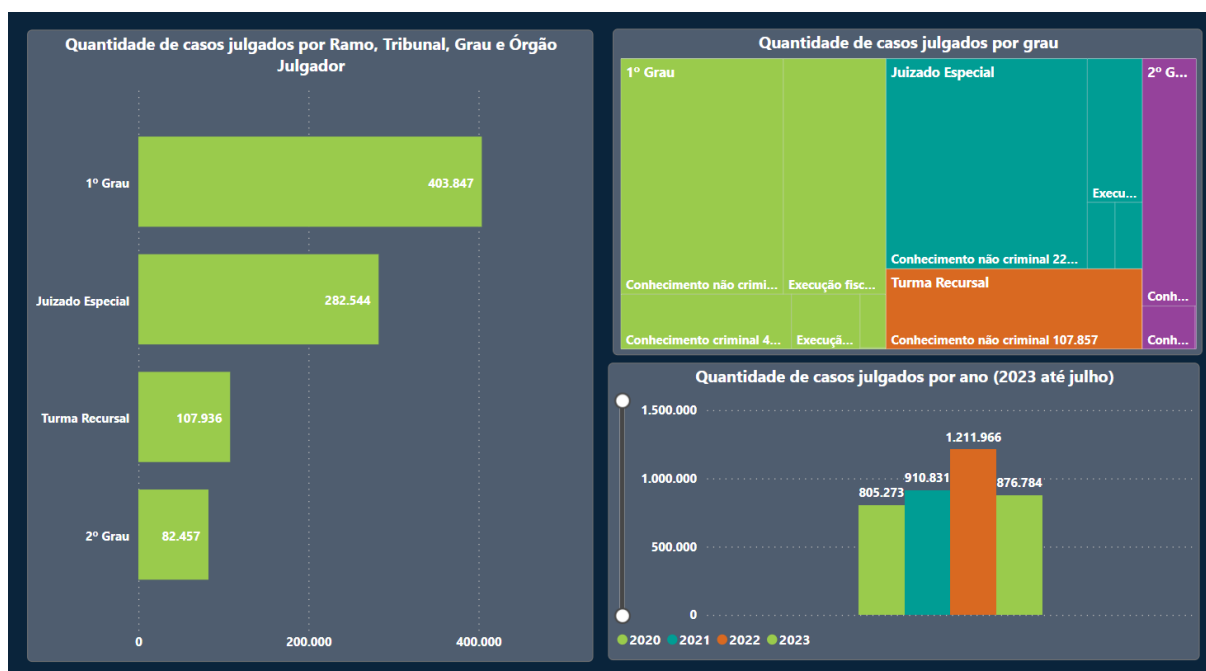 Quantidade de casos julgados por Ramo, Tribunal, Grau e Órgão
Julgador
1º Grau
403.847
Juizado Especial
282.544
Turma Recursal
107.936
2º Grau
82.457
0
200.000
400.000
Quantidade de casos julgados por grau
1º Grau
Conhecimento não crimi...
Execução fisc...
Conhecimento criminal 4...
Execuçã...
Juizado Especial
Conhecimento não criminal 22...
Execu...
Turma Recursal
Conhecimento não criminal 107.857
2º G...
Conh...
Conh...
Quantidade de casos julgados por ano (2023 até julho)
1.500.000
1.000.000
500.000
0
805.273
910.831
1.211.966
876.784
2020 2021 2022 2023